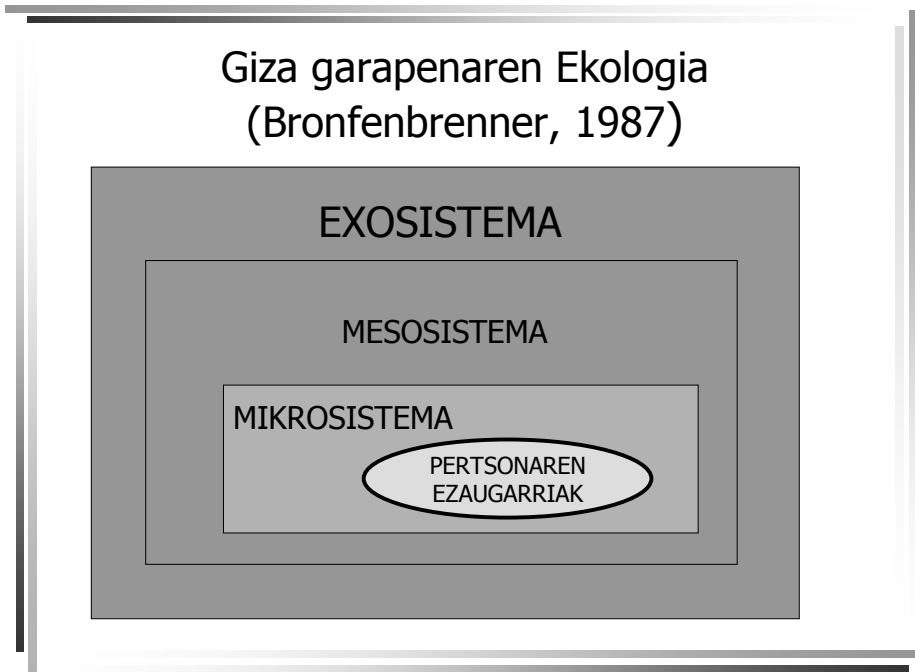 Giza garapenaren Ekologia
(Bronfenbrenner, 1987)
EXOSISTEMA
MESOSISTEMA
MIKROSISTEMA
PERTSONAREN
EZAUGARRIAK